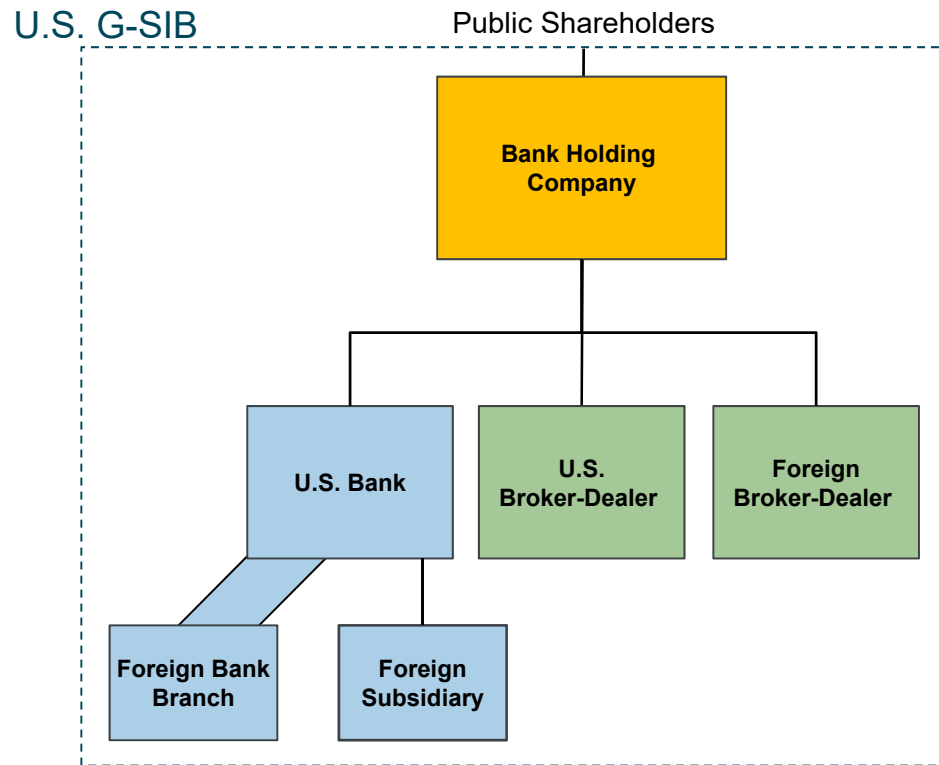 U.S. G-SIB
Public Shareholders
Bank Holding
Company
U.S. Bank
U.S.
Broker-Dealer
Foreign
Broker-Dealer
Foreign Bank
Branch
Foreign
Subsidiary